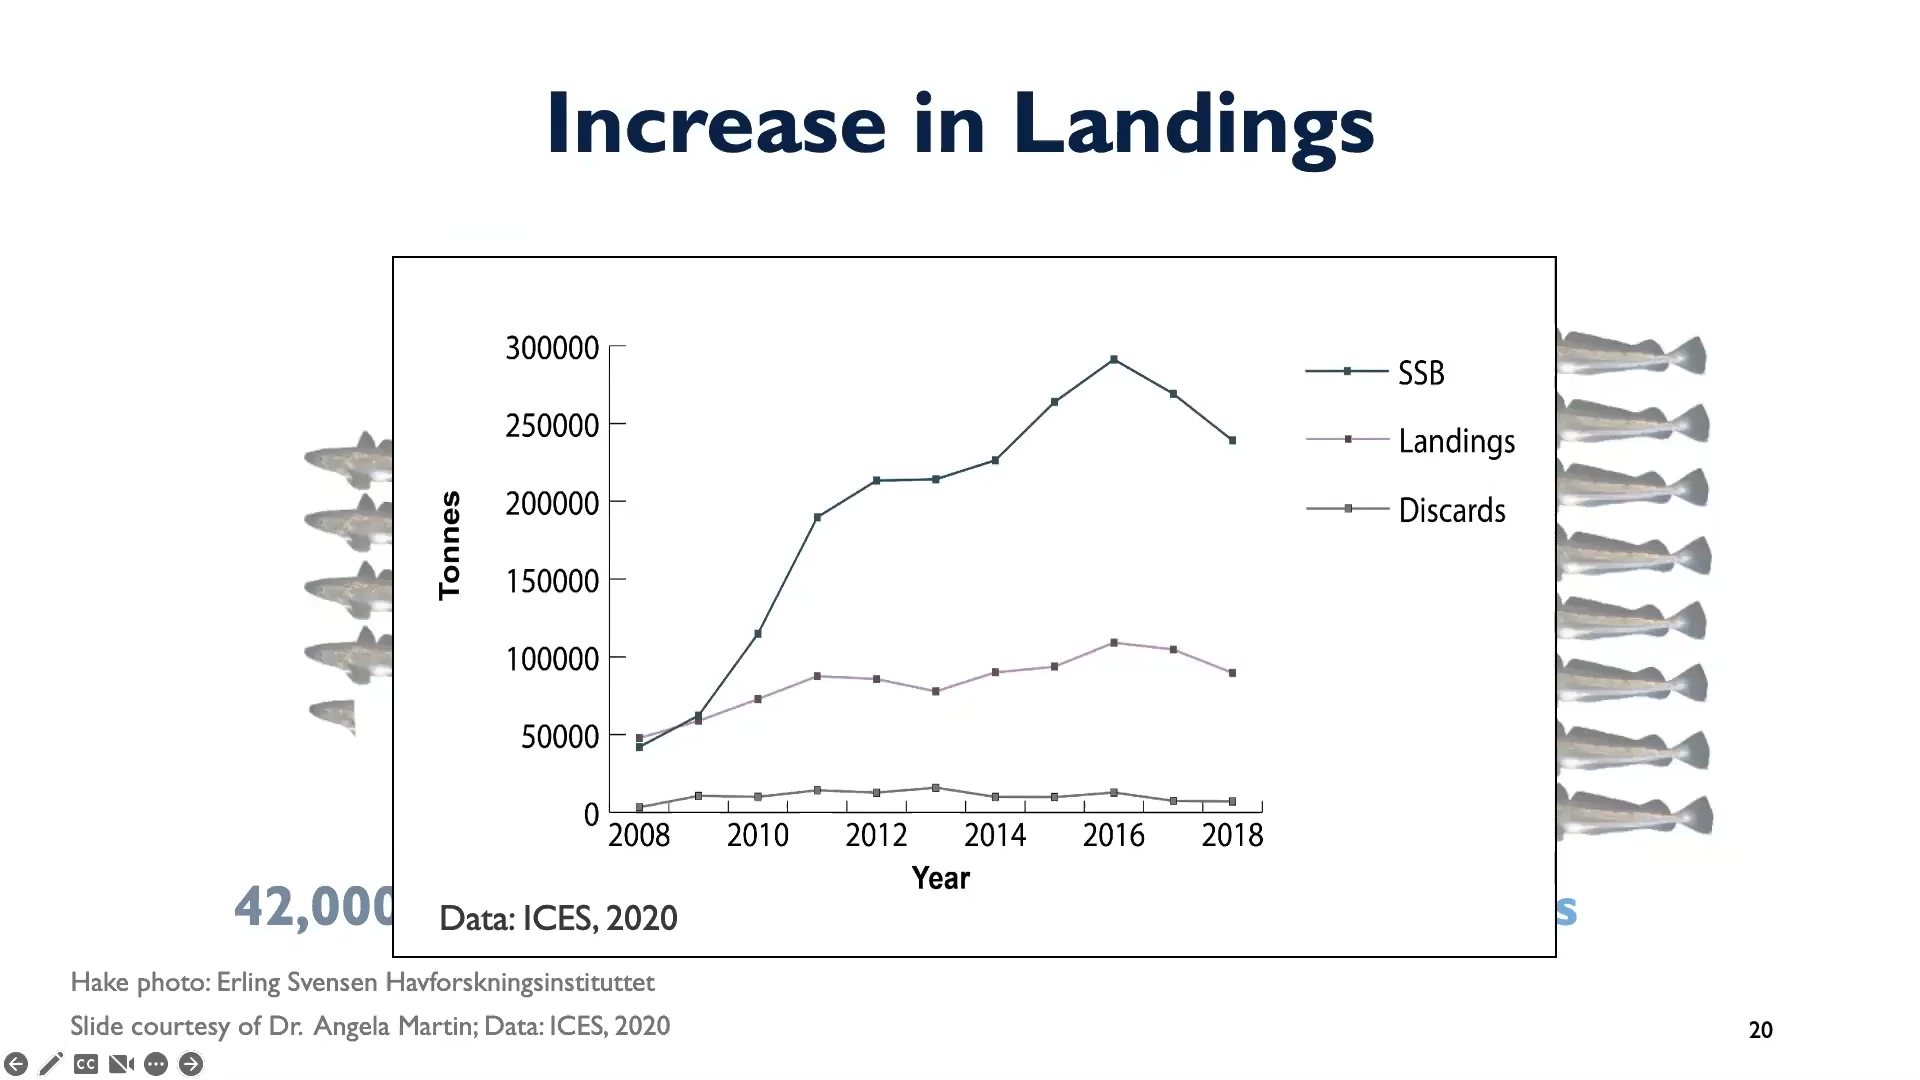 Increase in Landings
300000
250000
200000
150000
100000
50000
0
Tonnes
2008 2010 2012 2014 2016 2018
Year
SSB
Landings
Discards
Data: ICES, 2020
42,000
s
Hake photo: Erling Svensen Havforskningsinstituttet
Slide courtesy of Dr. Angela Martin; Data: ICES, 2020
20
CC